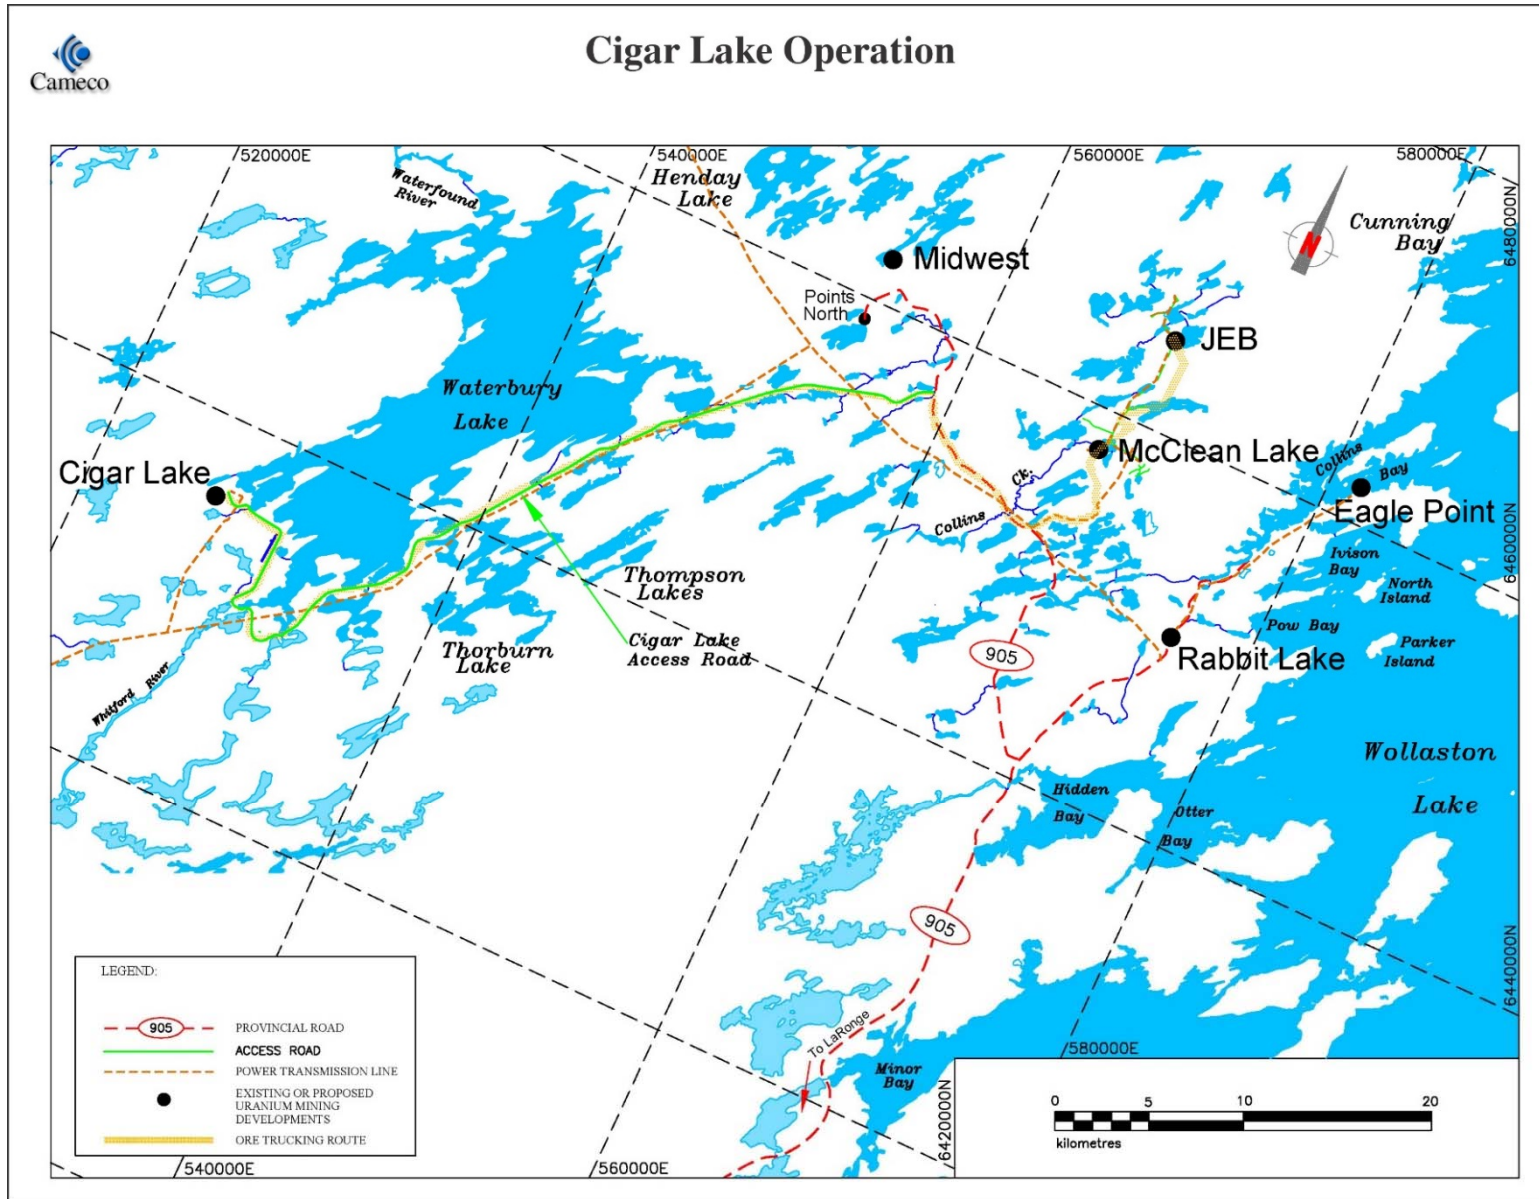 Cigar Lake Operation
Cameco
520000E
540000E
560000E
580000E
Henday
Lake
Waterfound
River
Cunning
Bay
6480000N
N
Midwest
Points
North
JEB
Waterbury
Lake
McClean Lake
Cigar Lake
Collins
Bay
Collins
Ck.
Eagle Point
Ivison
Bay
North
Island
6460000N
Thompson
Lakes
Pow Bay
Parker
Island
Cigar Lake
Access Road
Thorburn
Lake
905
Rabbit Lake
Whitford River
Wollaston
Lake
Hidden
Bay
Otter
Bay
905
6440000N
To LaRonge
Minor
Bay
580000E
6420000N
LEGEND:
905 PROVINCIAL ROAD
ACCESS ROAD
POWER TRANSMISSION LINE
EXISTING OR PROPOSED
URANIUM MINING
DEVELOPMENTS
ORE TRUCKING ROUTE
0 5 10 20
kilometres
540000E
560000E